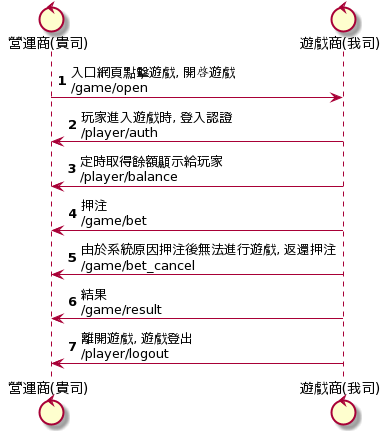 營運商(貴司) 遊戲商(我司)
1 入口網頁點擊遊戲, 開啓遊戲
/game/open
2 玩家進入遊戲時, 登入認證
/player/auth
3 定時取得餘額顯示給玩家
/player/balance
4 押注
/game/bet
5 由於系統原因押注後無法進行遊戲, 返還押注
/game/bet_cancel
6 結果
/game/result
7 離開遊戲, 遊戲登出
/player/logout
營運商(貴司) 遊戲商(我司)